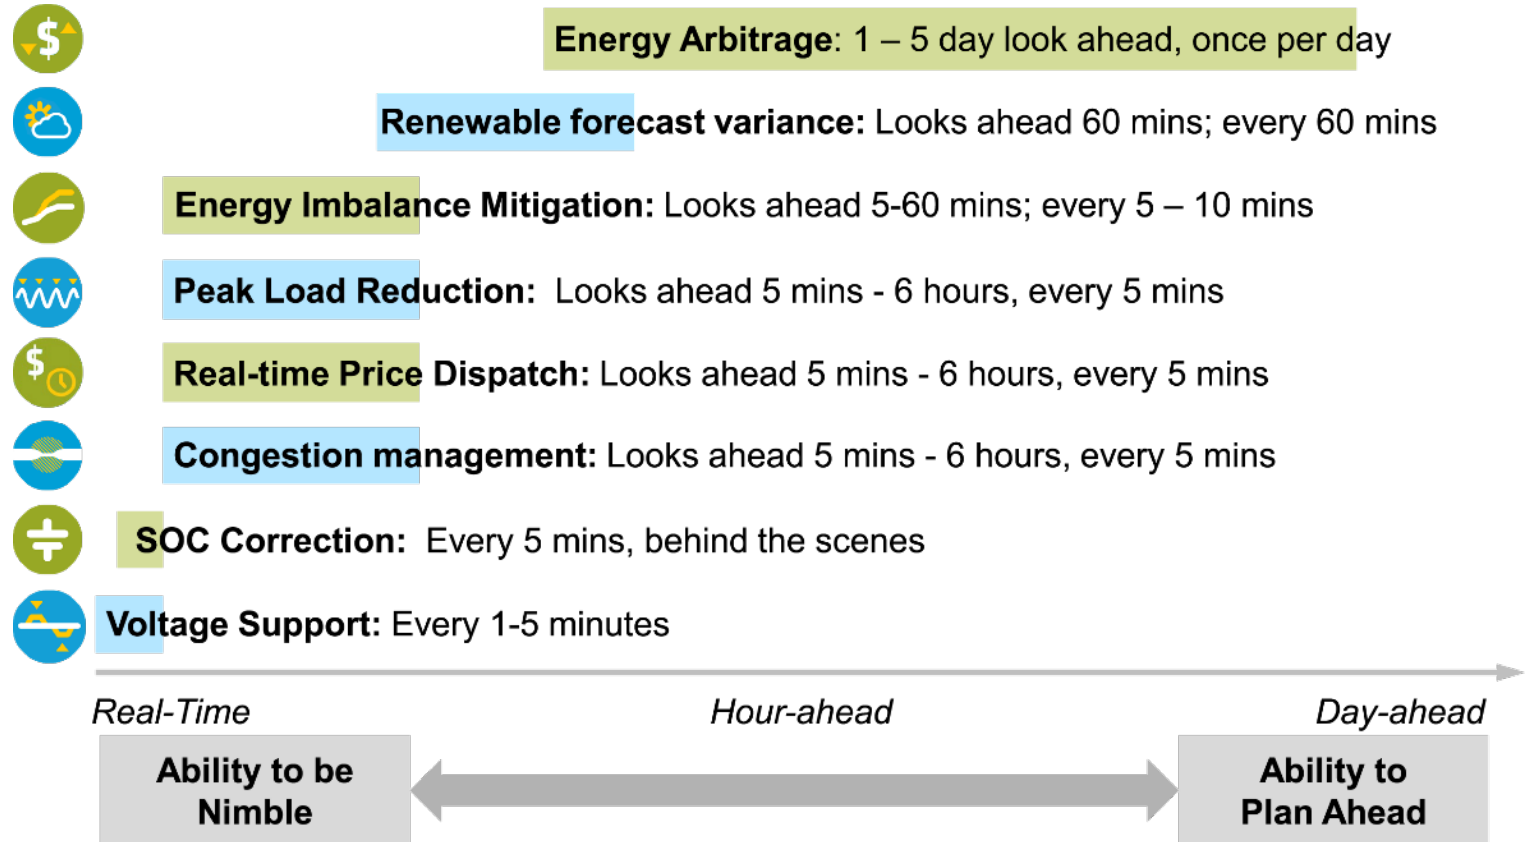 $
Energy Arbitrage: 1 – 5 day look ahead, once per day
Renewable forecast variance: Looks ahead 60 mins; every 60 mins
Energy Imbalance Mitigation: Looks ahead 5-60 mins; every 5 – 10 mins
Peak Load Reduction: Looks ahead 5 mins - 6 hours, every 5 mins
$
Real-time Price Dispatch: Looks ahead 5 mins - 6 hours, every 5 mins
Congestion management: Looks ahead 5 mins - 6 hours, every 5 mins
SOC Correction: Every 5 mins, behind the scenes
Voltage Support: Every 1-5 minutes
Real-Time
Hour-ahead
Day-ahead
Ability to be
Nimble
Ability to
Plan Ahead